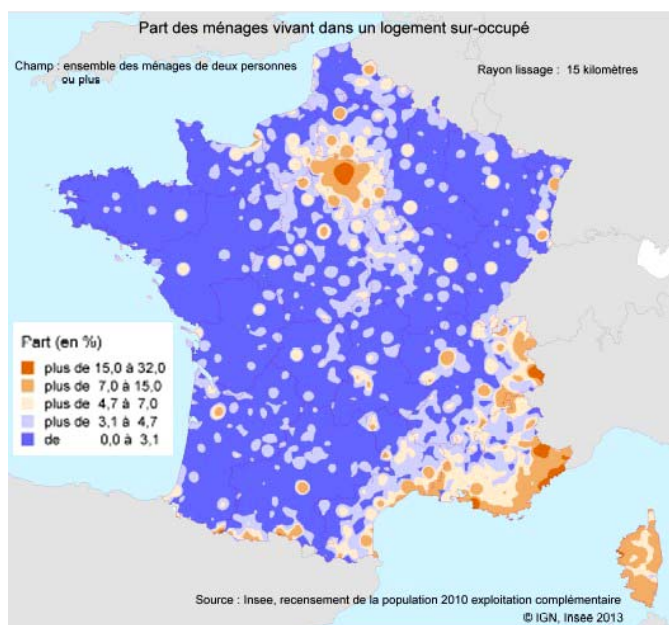 Part des ménages vivant dans un logement sur-occupé
Champ : ensemble des ménages de deux personnes
ou plus
Rayon lissage : 15 kilomètres
Part (en %)
plus de 15,0 à 32,0
plus de 7,0 à 15,0
plus de 4,7 à 7,0
plus de 3,1 à 4,7
de 0,0 à 3,1
Source : Insee, recensement de la population 2010 exploitation complémentaire
© IGN, Insee 2013